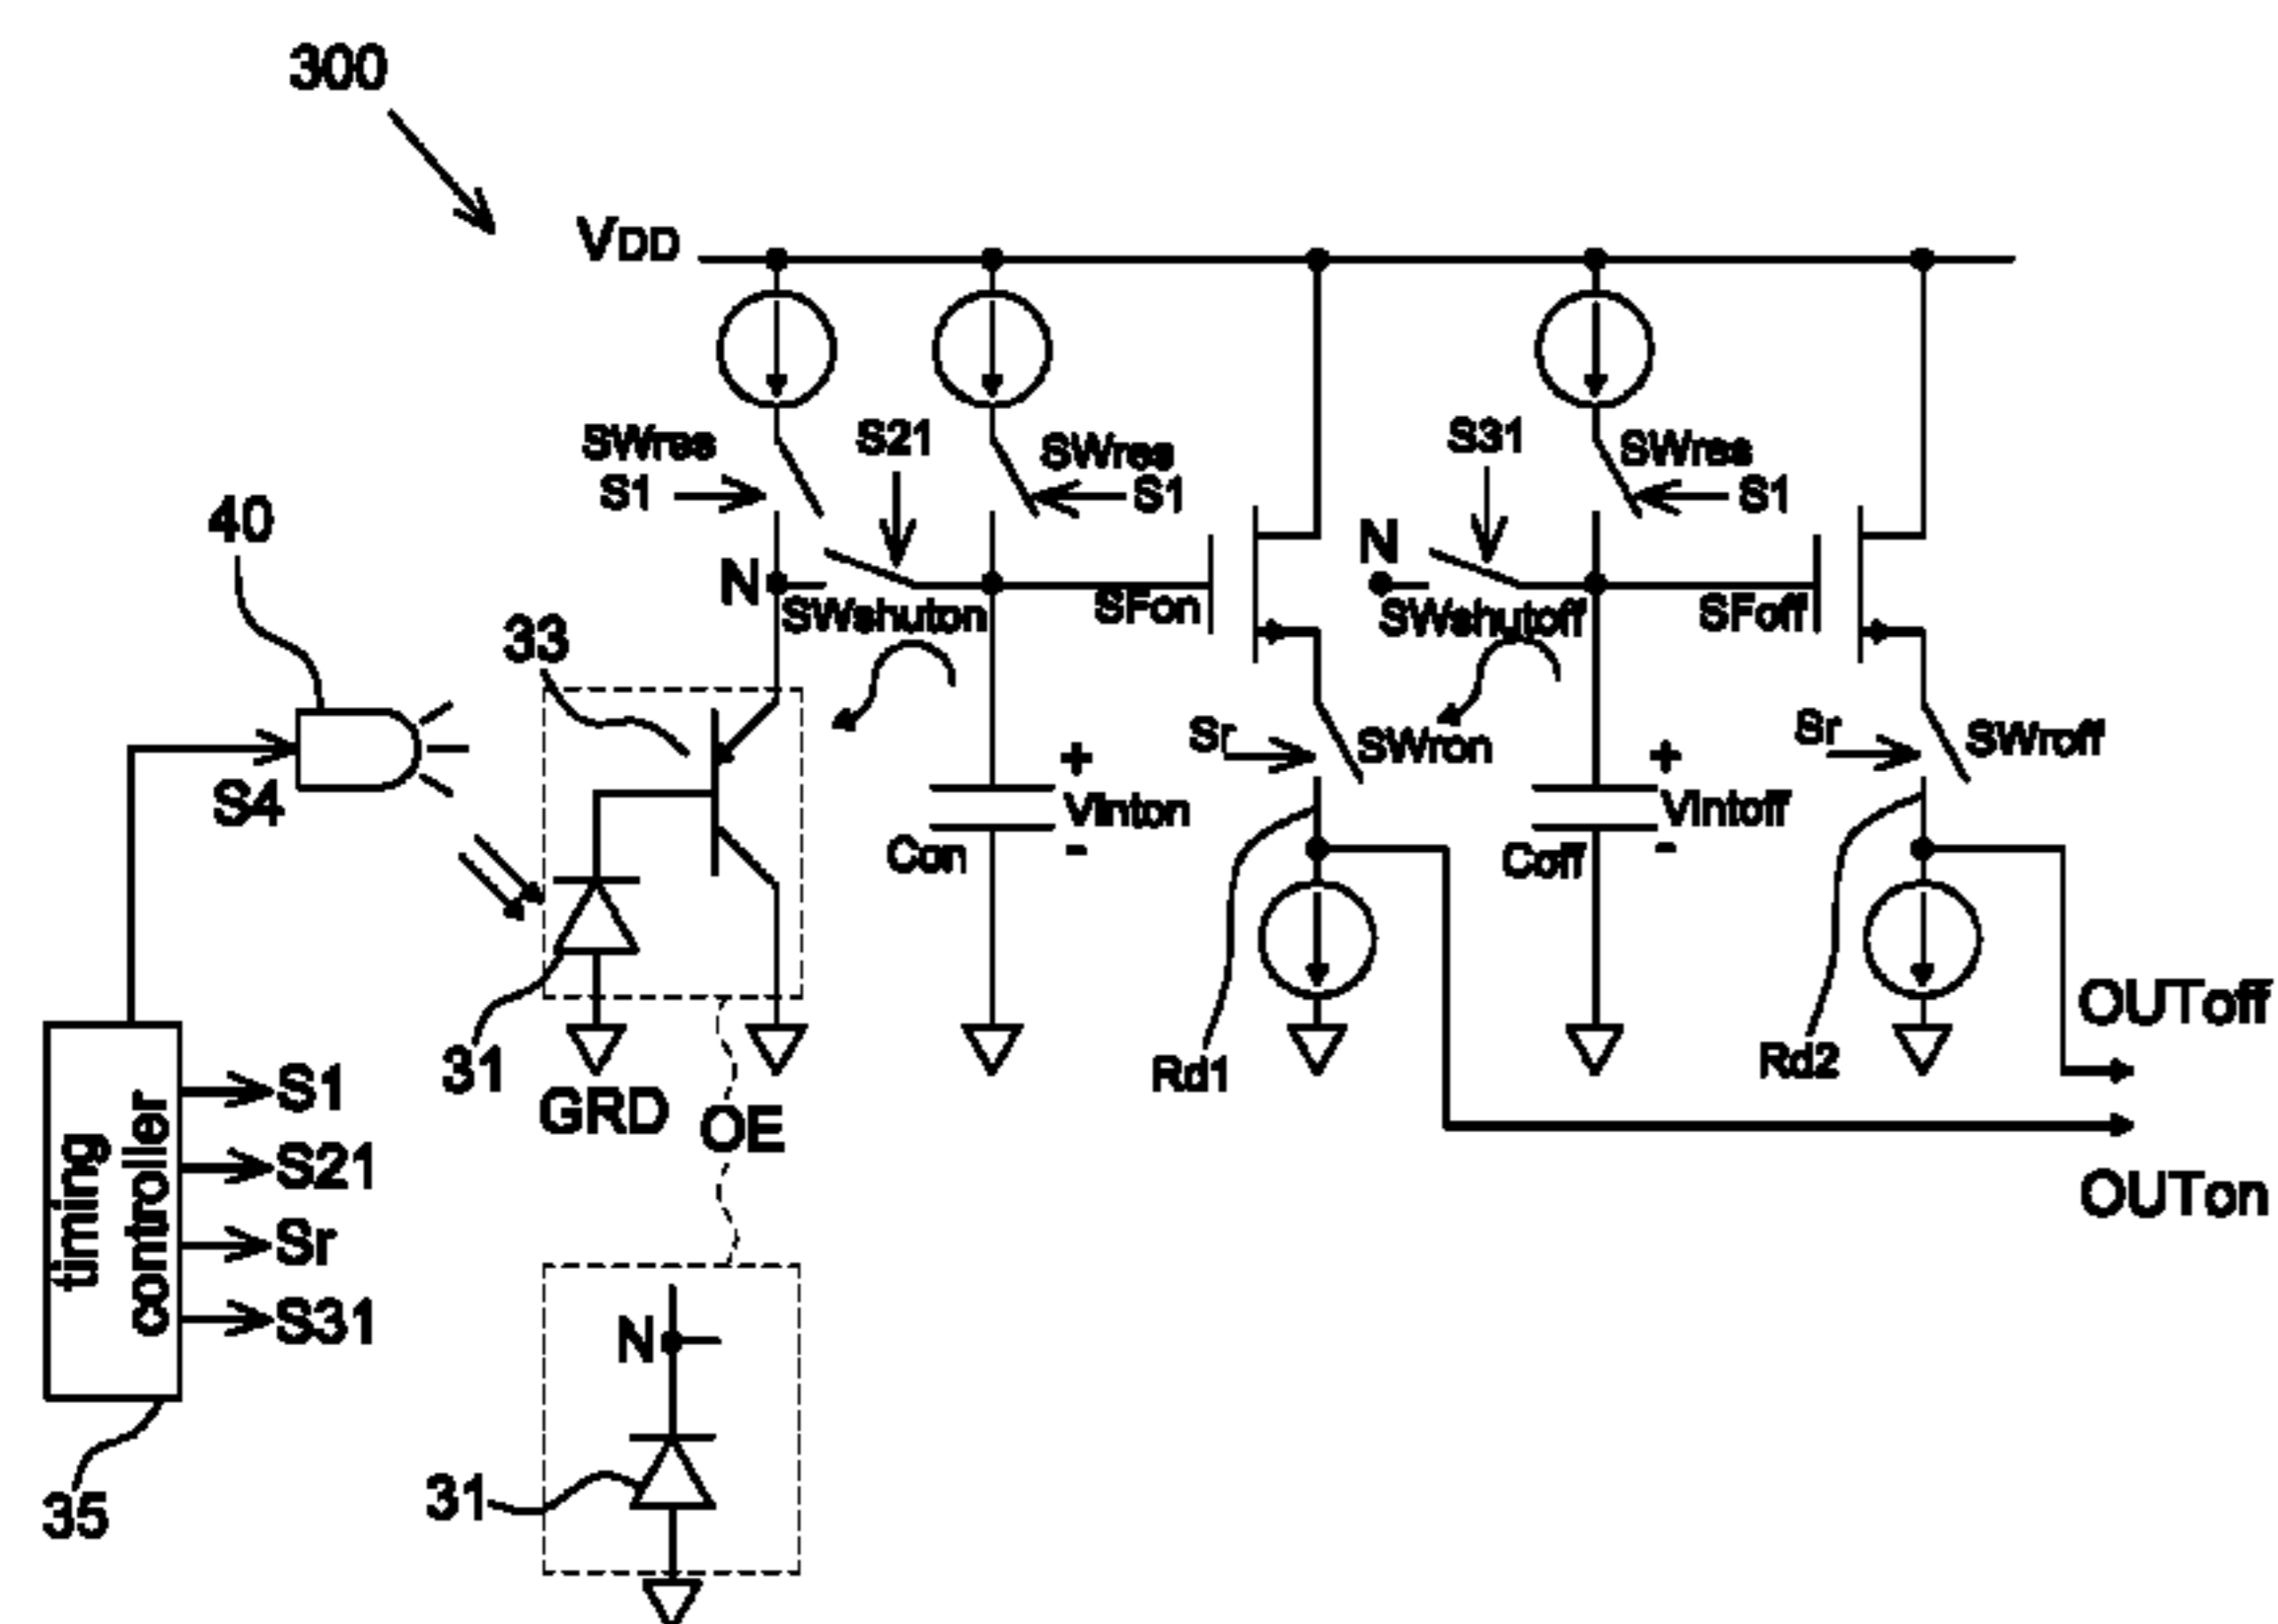 300
VDD
SWres
S1
S21
SWres
S1
S31
SWres
S1
40
N
SWshuton
SFon
N
SWshutoff
SFoff
33
S4
Sr
SWron
Sr
SWroff
+
Vinton
-
Con
+
Vintoff
-
Coff
31
GRD
OE
Rd1
Rd2
OUToff
OUTon
timing
controller
S1
S21
Sr
S31
35
N
31